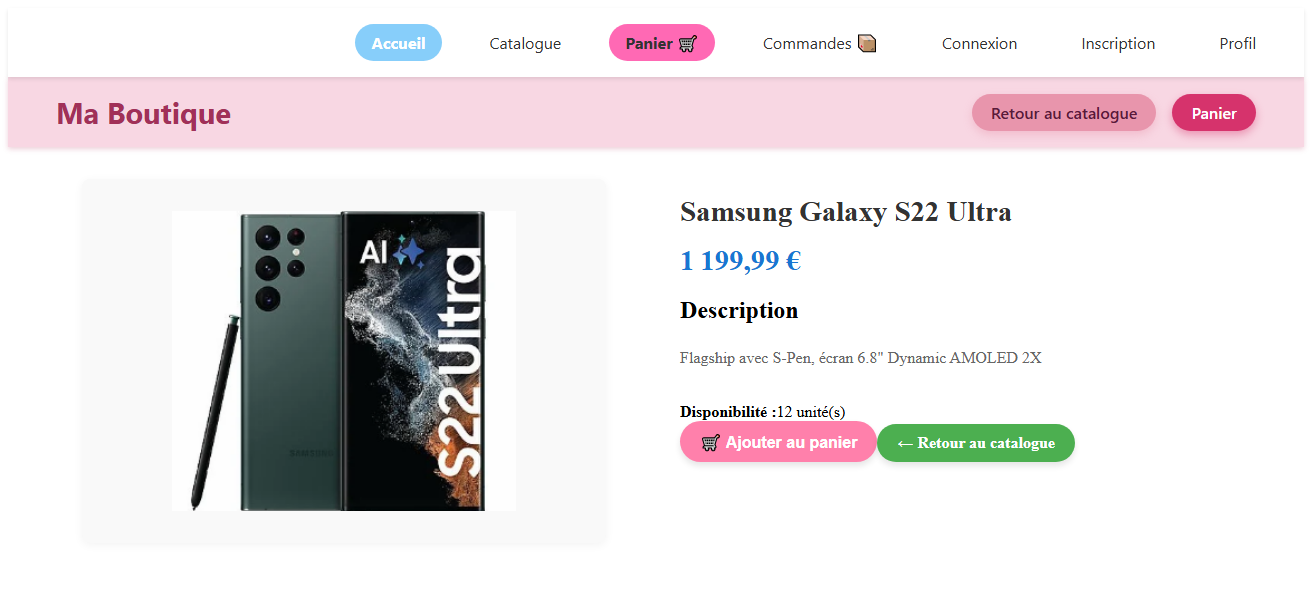 Accueil Catalogue Panier 🛒 Commandes 📦 Connexion Inscription Profil
Ma Boutique Retour au catalogue Panier
AI
S22 Ultra
SAMSUNG
Samsung Galaxy S22 Ultra
1 199,99 €
Description
Flagship avec S-Pen, écran 6.8" Dynamic AMOLED 2X
Disponibilité :12 unité(s)
🛒 Ajouter au panier ← Retour au catalogue